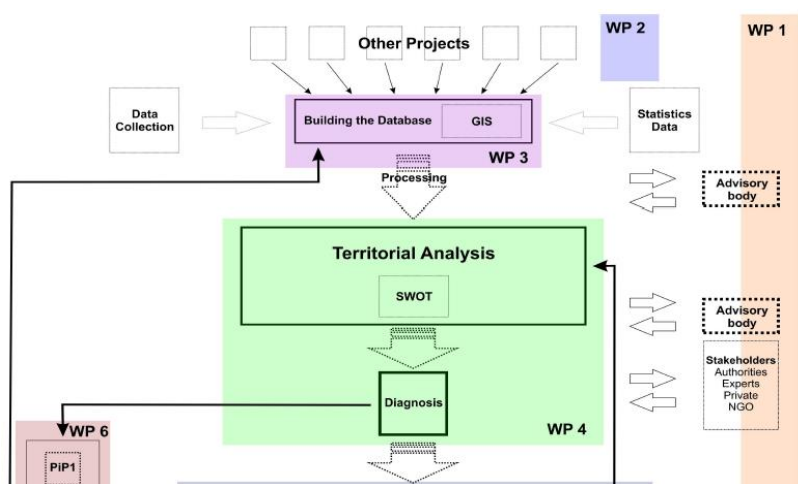 WP 2
WP 1
Other Projects
Data
Collection
Building the Database
GIS
Statistics
Data
WP 3
Processing
Advisory
body
Territorial Analysis
SWOT
Advisory
body
Stakeholders
Authorities
Experts
Private
NGO
Diagnosis
WP 4
WP 6
PiP1